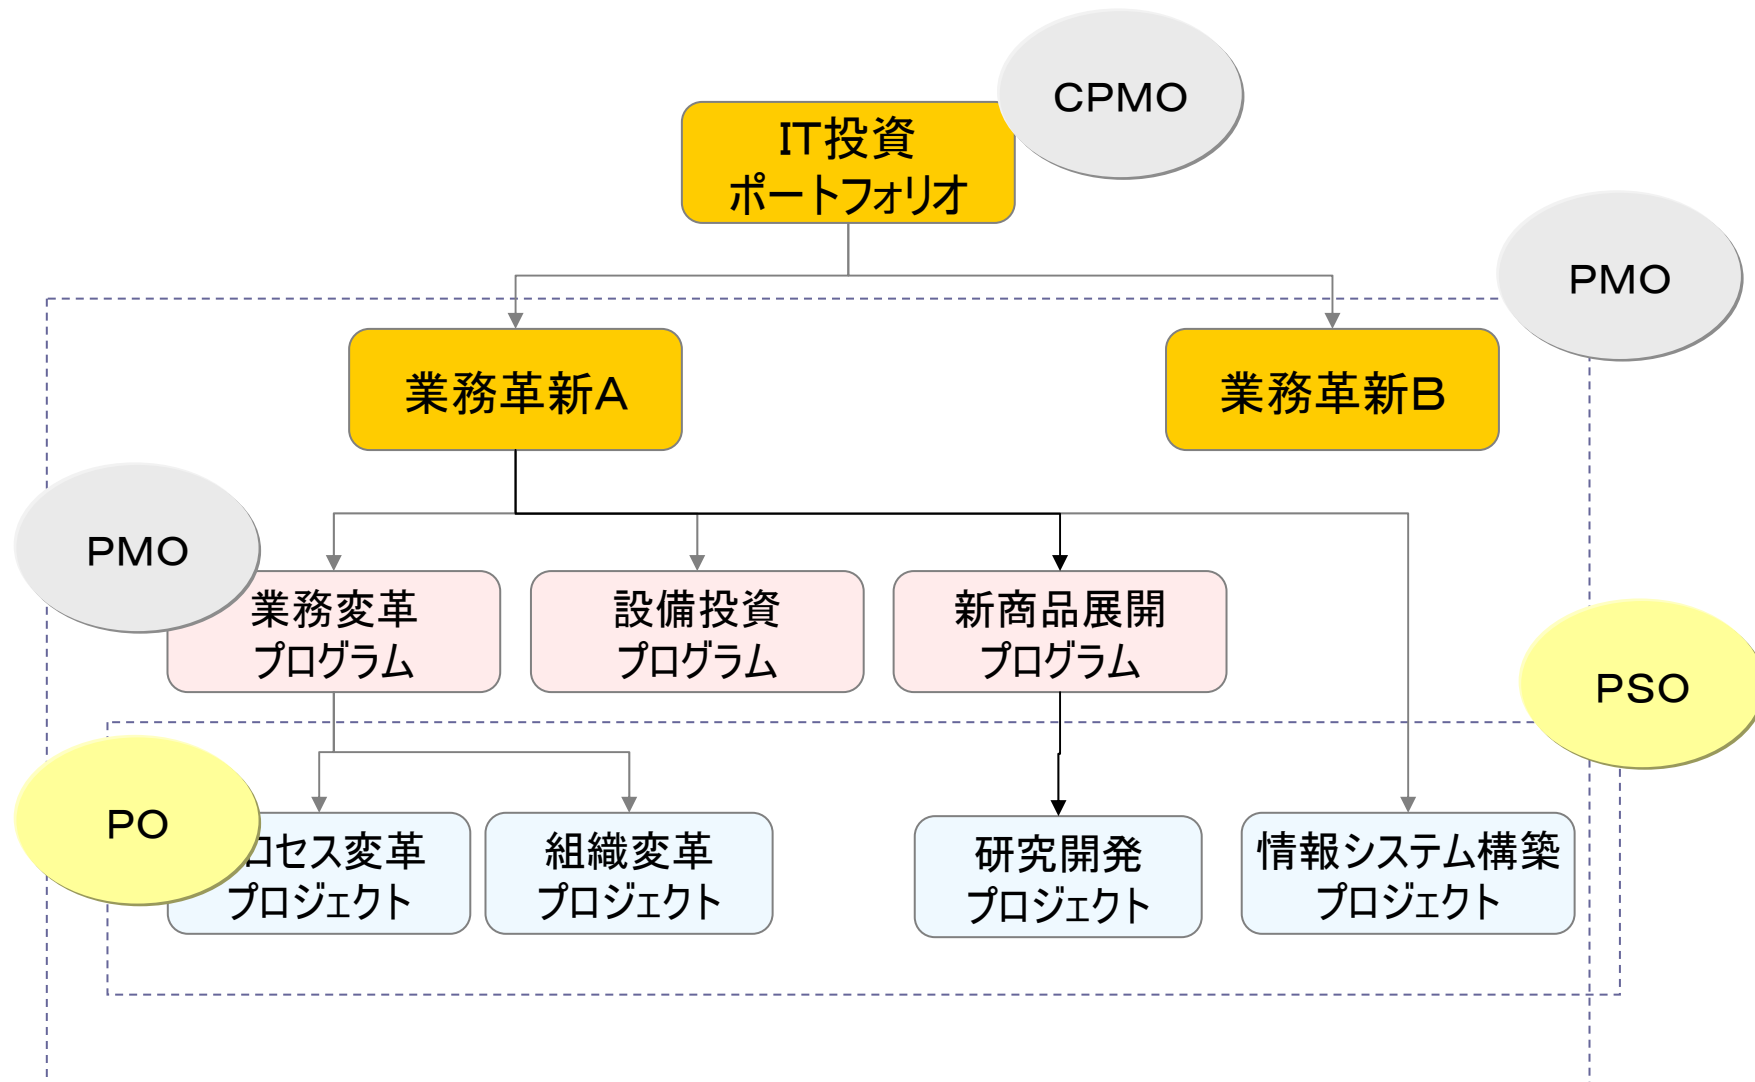 CPMO
IT投資
ポートフォリオ
PMO
業務革新A
業務革新B
PMO
業務変革
プログラム
設備投資
プログラム
新商品展開
プログラム
PSO
PO
ロセス変革
プロジェクト
組織変革
プロジェクト
研究開発
プロジェクト
情報システム構築
プロジェクト